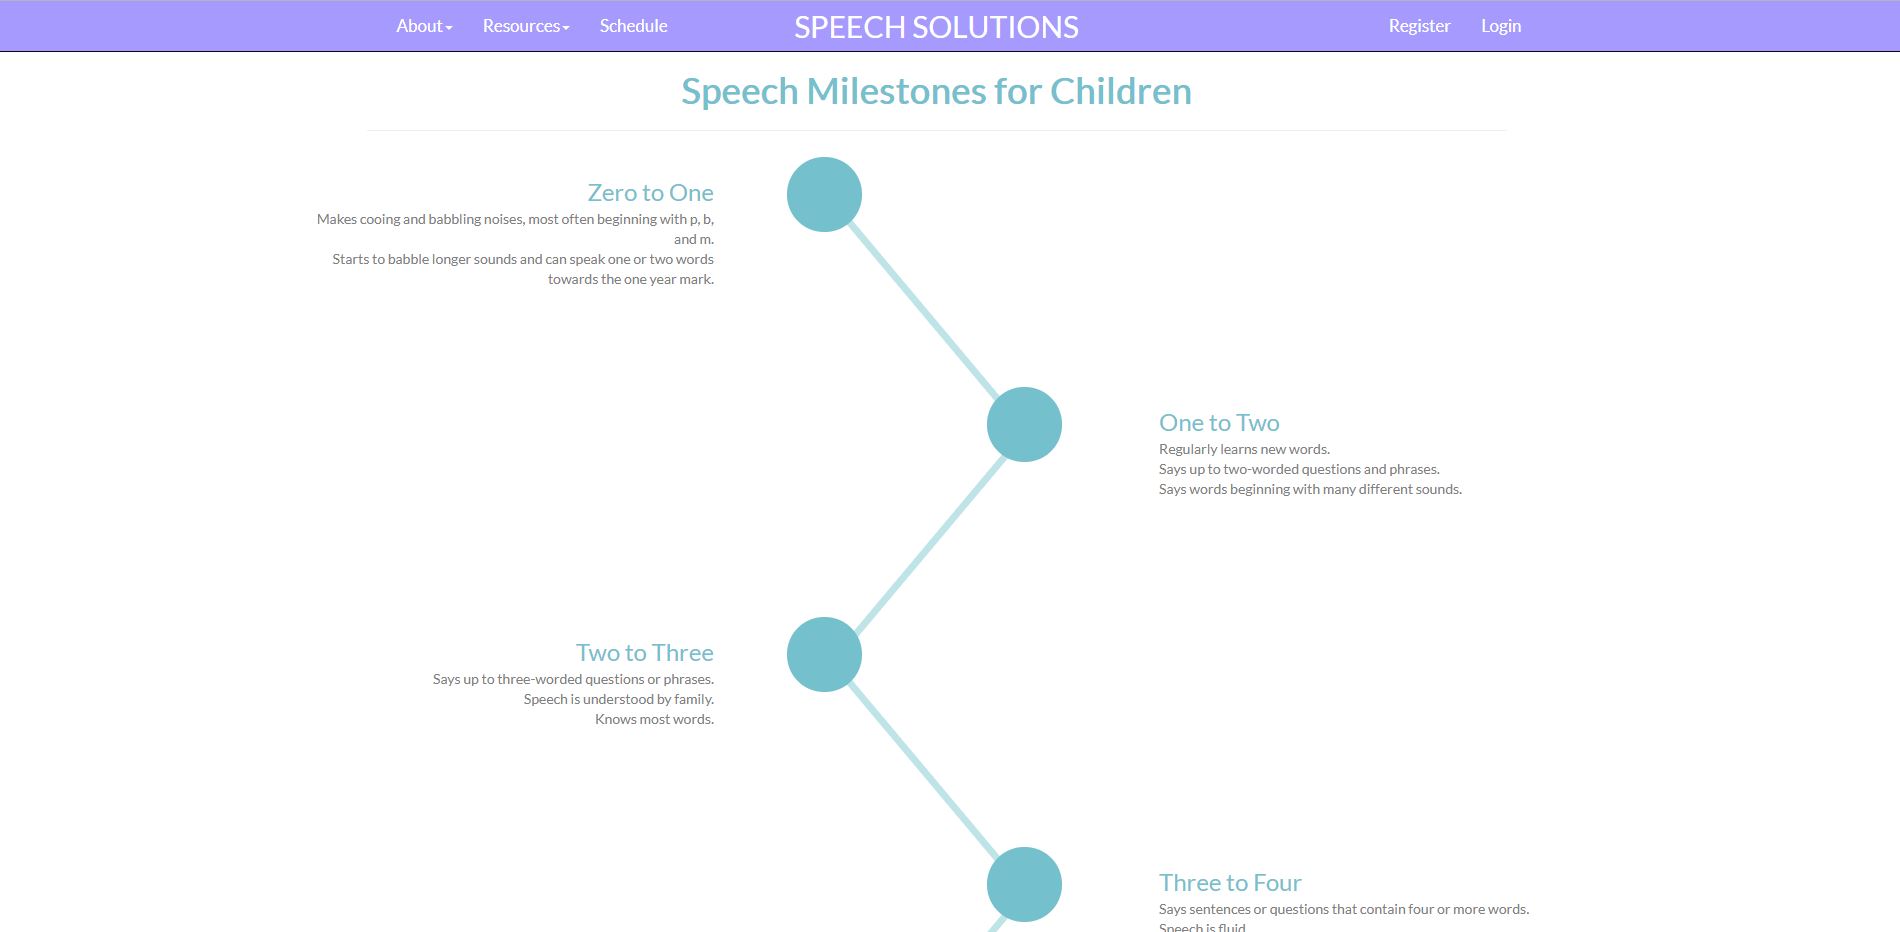 About
Resources
Schedule
SPEECH SOLUTIONS
Register
Login
Speech Milestones for Children
Zero to One
Makes cooing and babbling noises, most often beginning with p, b,
and m.
Starts to babble longer sounds and can speak one or two words
towards the one year mark.
One to Two
Regularly learns new words.
Says up to two-worded questions and phrases.
Says words beginning with many different sounds.
Two to Three
Says up to three-worded questions or phrases.
Speech is understood by family.
Knows most words.
Three to Four
Says sentences or questions that contain four or more words.
Speech is fluid